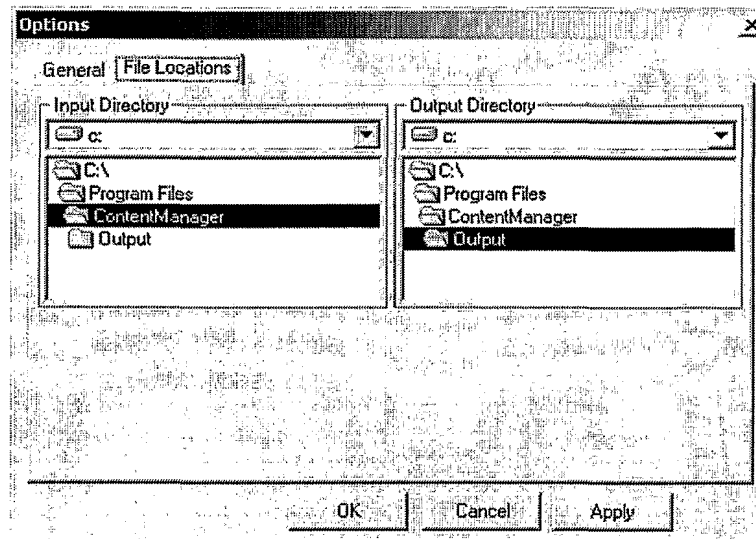 Options
General File Locations
Input Directory
c:
C:\
Program Files
ContentManager
Output
Output Directory
c:
C:\
Program Files
ContentManager
Output
OK Cancel Apply